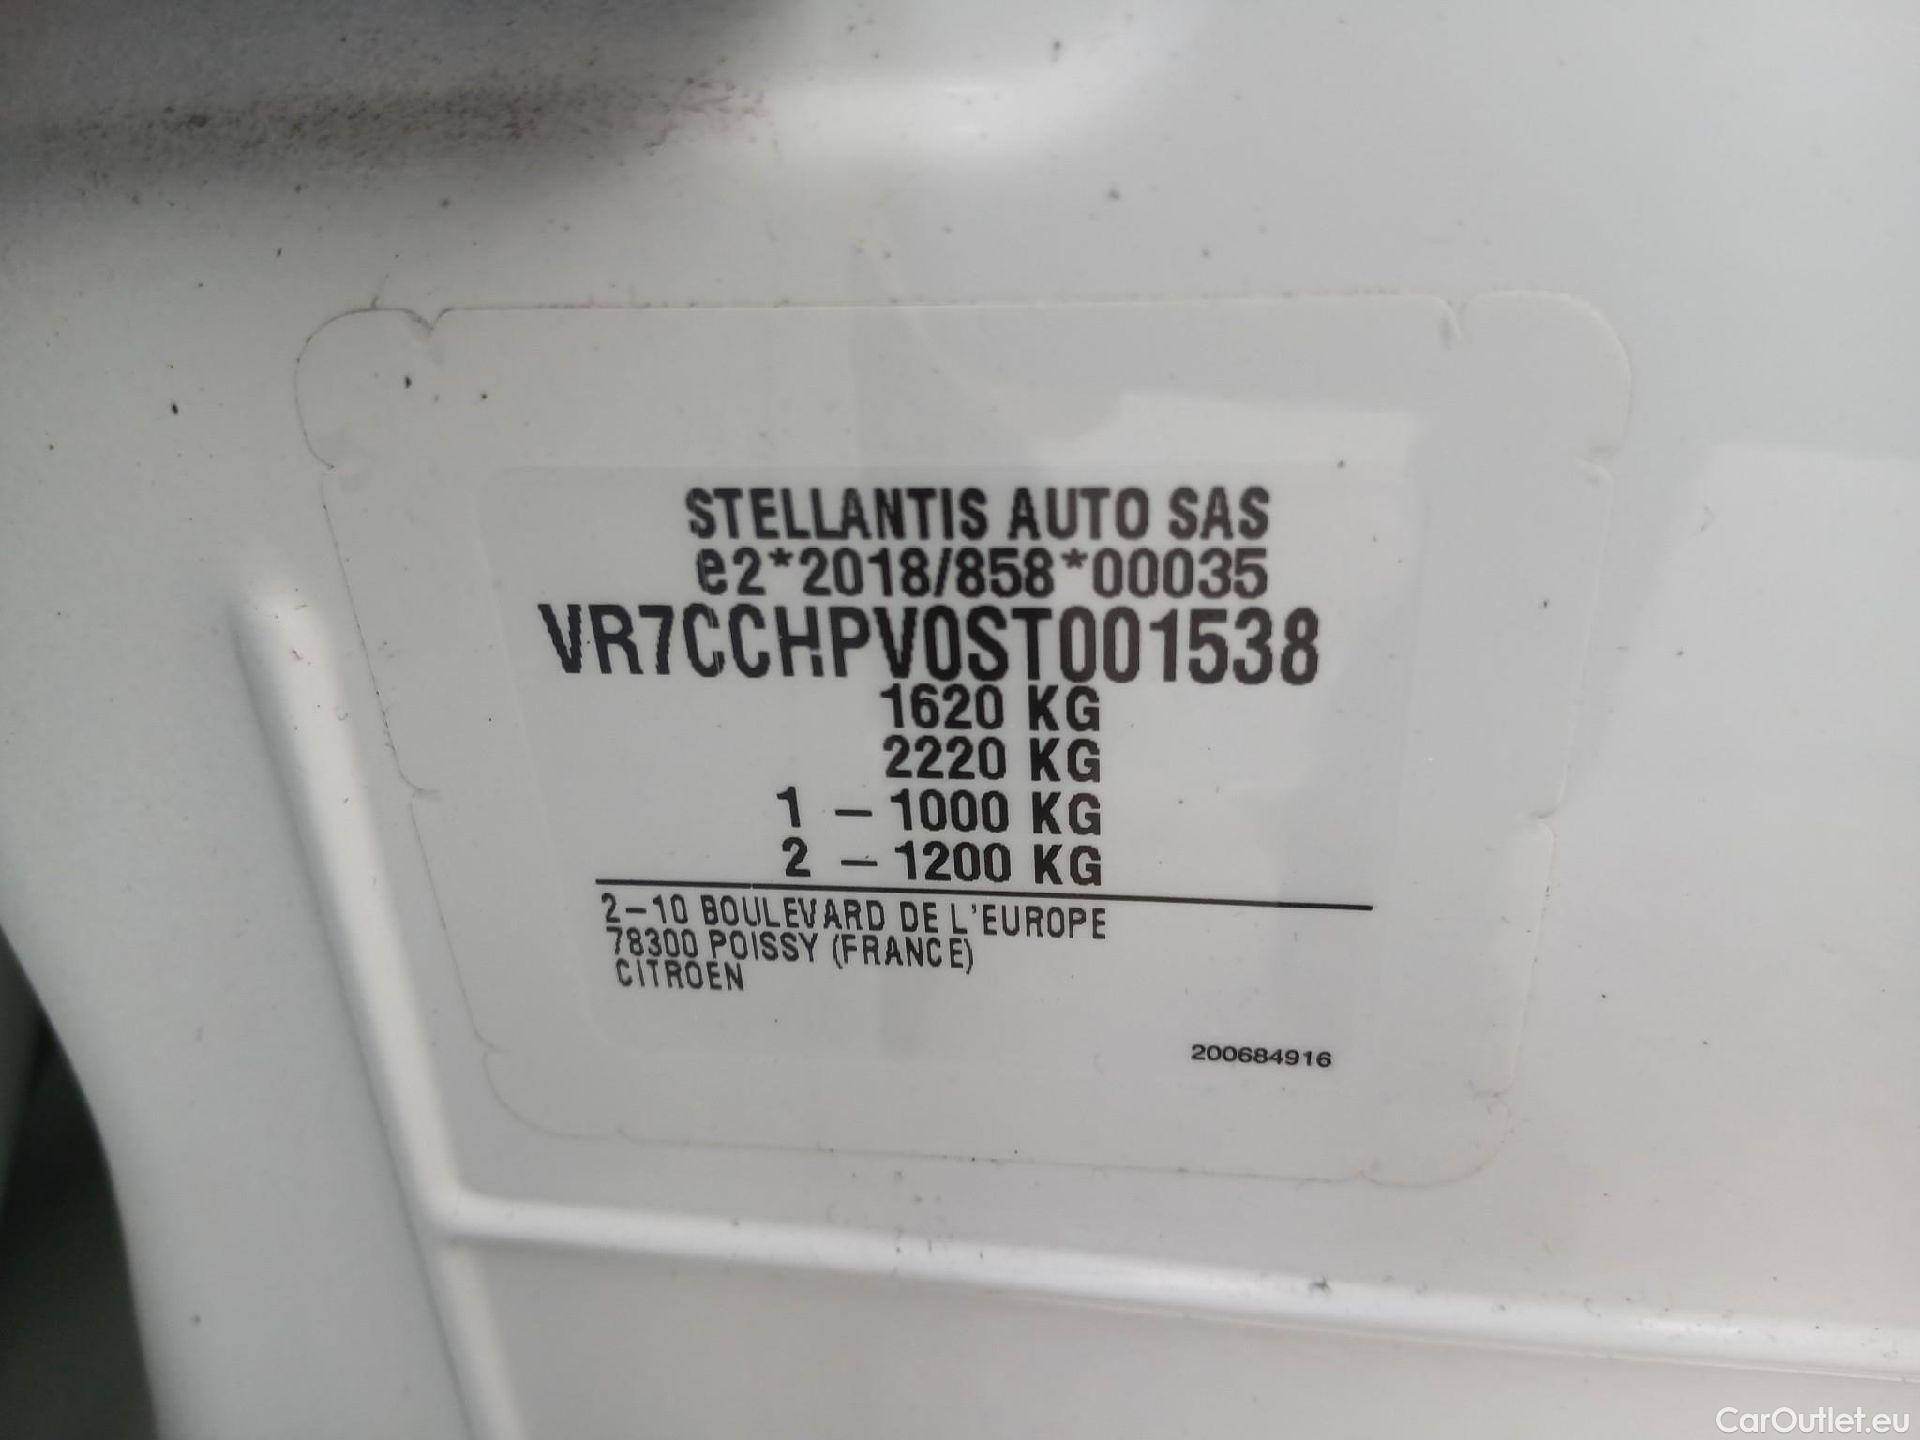 STELLANTIS AUTO SAS
e2*2018/858*00035
VR7CCHPV0ST001538
1620 KG
2220 KG
1 – 1000 KG
2 – 1200 KG
2–10 BOULEVARD DE L'EUROPE
78300 POISSY (FRANCE)
CITROEN
200684916
CarOutlet.eu